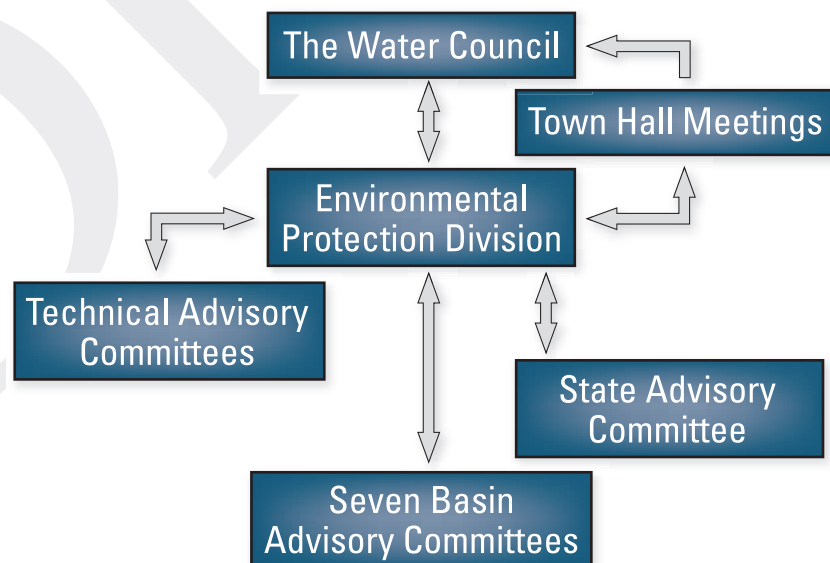 The Water Council
Town Hall Meetings
Environmental
Protection Division
Technical Advisory
Committees
State Advisory
Committee
Seven Basin
Advisory Committees